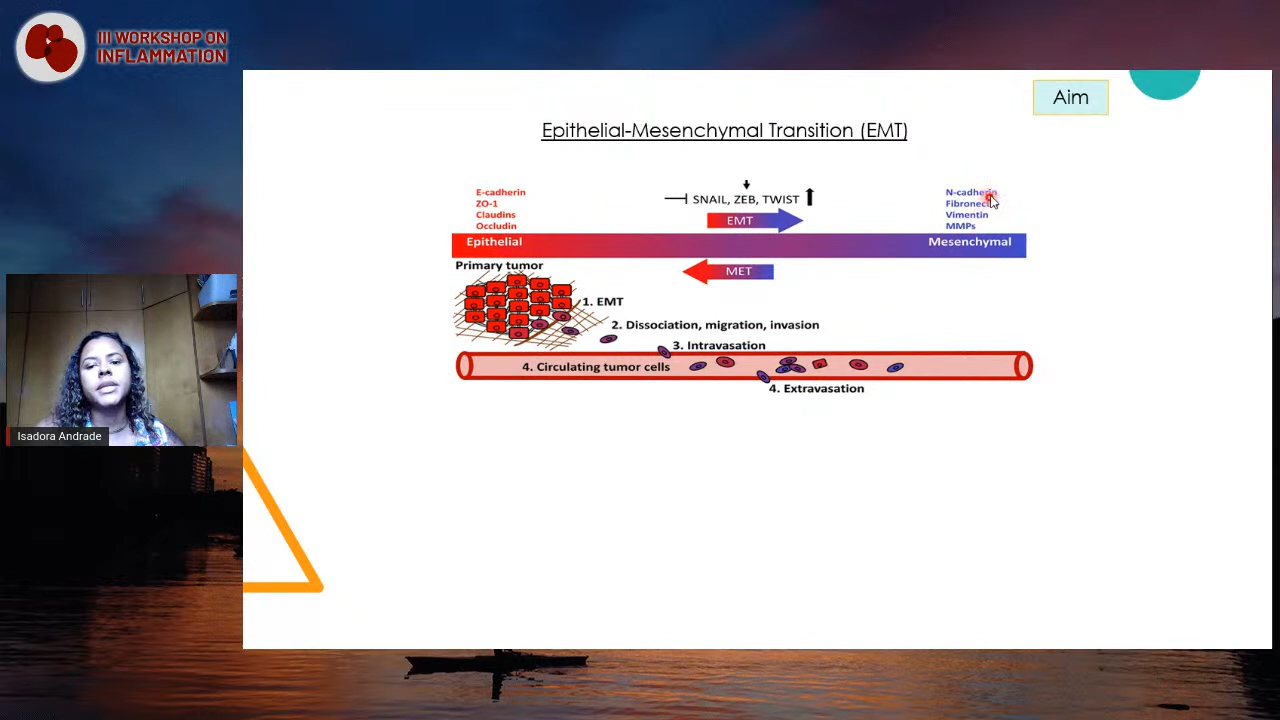 III WORKSHOP ON
INFLAMMATION
Aim
Epithelial-Mesenchymal Transition (EMT)
E-cadherin
ZO-1
Claudins
Occludin
SNAIL, ZEB, TWIST
EMT
N-cadherin
Vimentin
MMPs
Epithelial
Mesenchymal
MET
Primary tumor
1. EMT
2. Dissociation, migration, invasion
3. Intravasation
4. Circulating tumor cells
4. Extravasation
Isadora Andrade